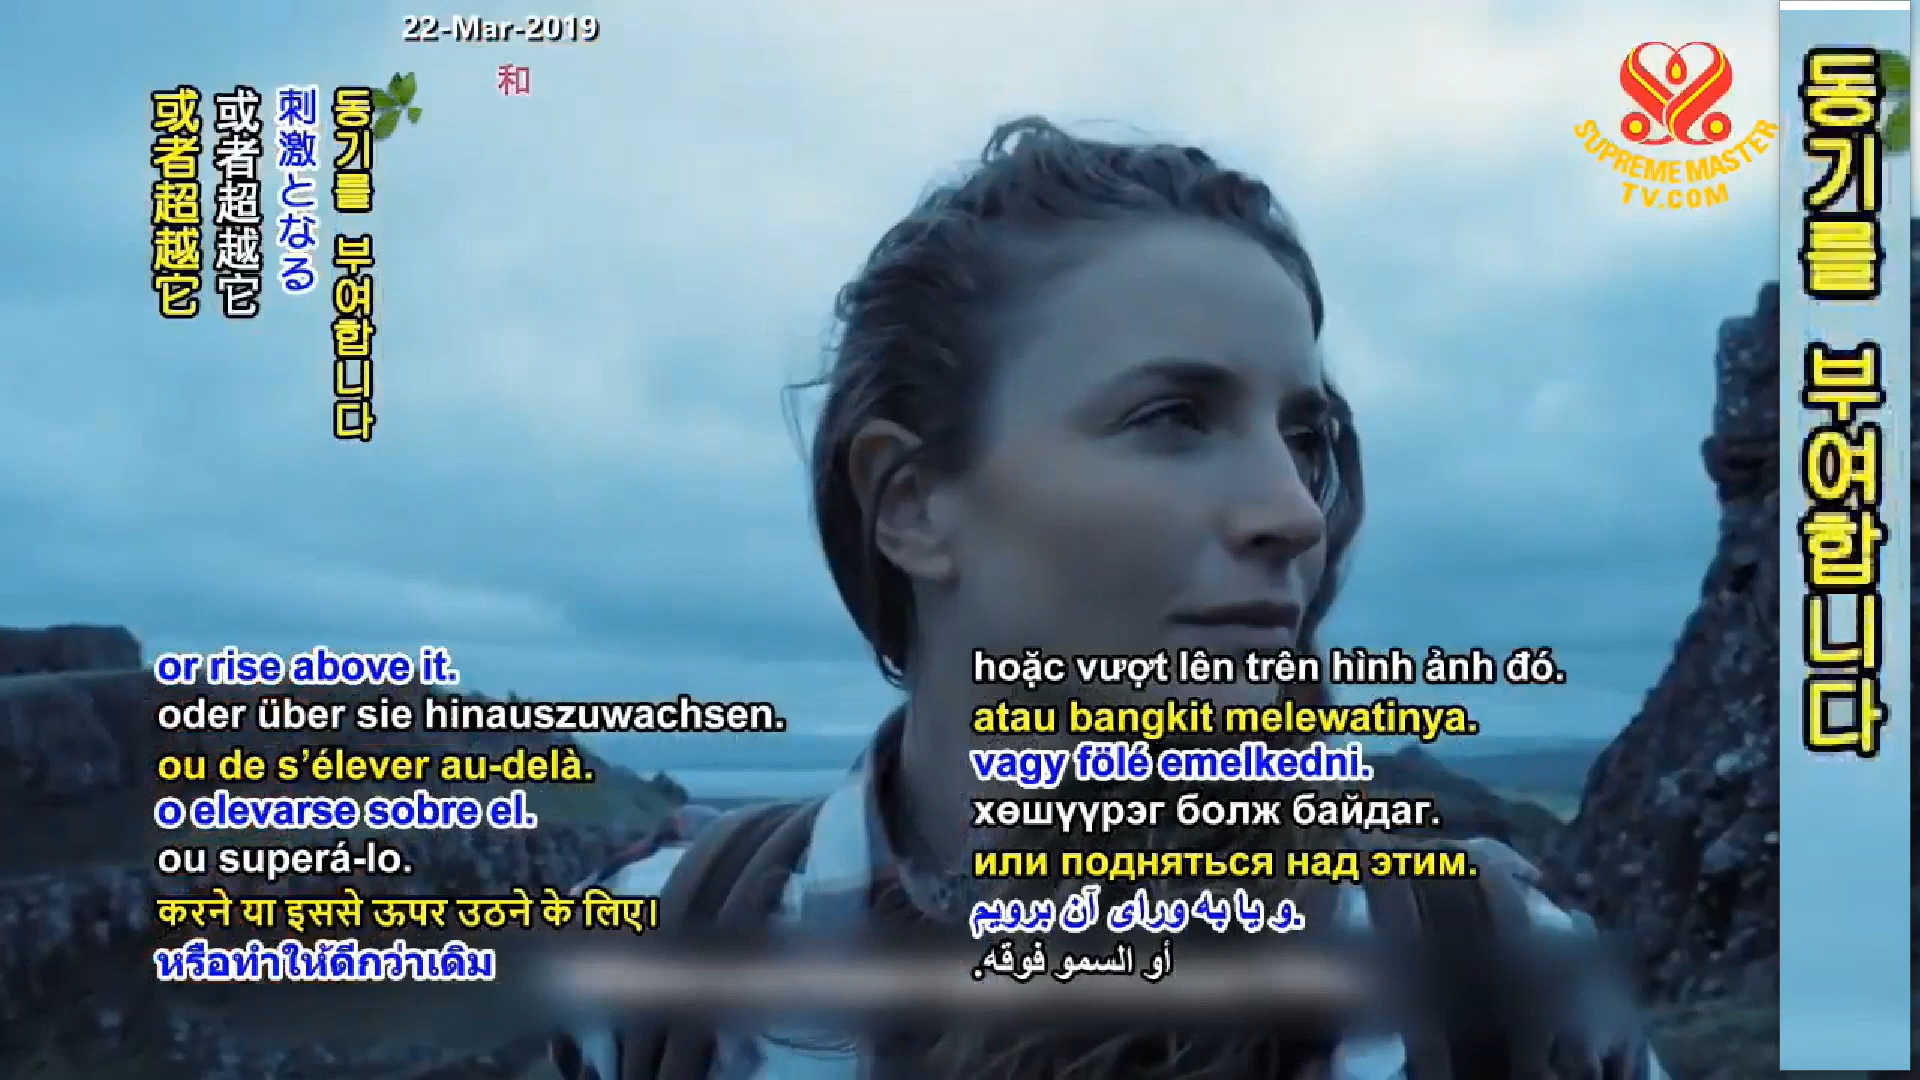 22-Mar-2019
和
동기를 부여합니다
刺激となる
或者超越它
或者超越它
SUPREME MASTER
TV.COM
동기를 부여합니다
or rise above it.
oder über sie hinauszuwachsen.
ou de s’élever au-delà.
o elevarse sobre el.
ou superá-lo.
करने या इससे ऊपर उठने के लिए।
หรือทำให้ดีกว่าเดิม
hoặc vượt lên trên hình ảnh đó.
atau bangkit melewatinya.
vagy fölé emelkedni.
хөшүүрэг болж байдаг.
или подняться над этим.
و یا به ورای آن برویم.
أو السمو فوقه.